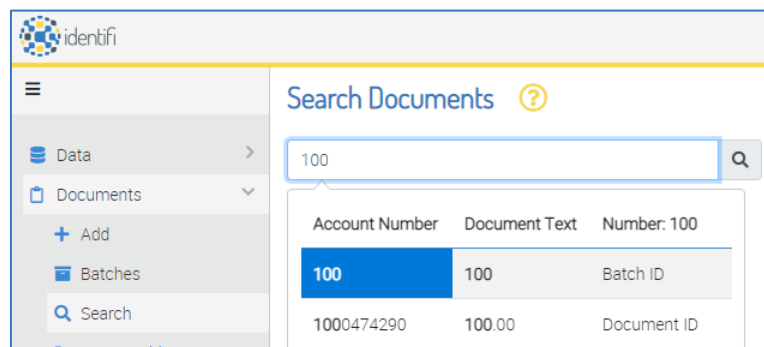 identifi
Search Documents ?
Data
100
Documents
Account Number Document Text Number: 100
Add
Batches
100 100 Batch ID
Search
1000474290 100.00 Document ID